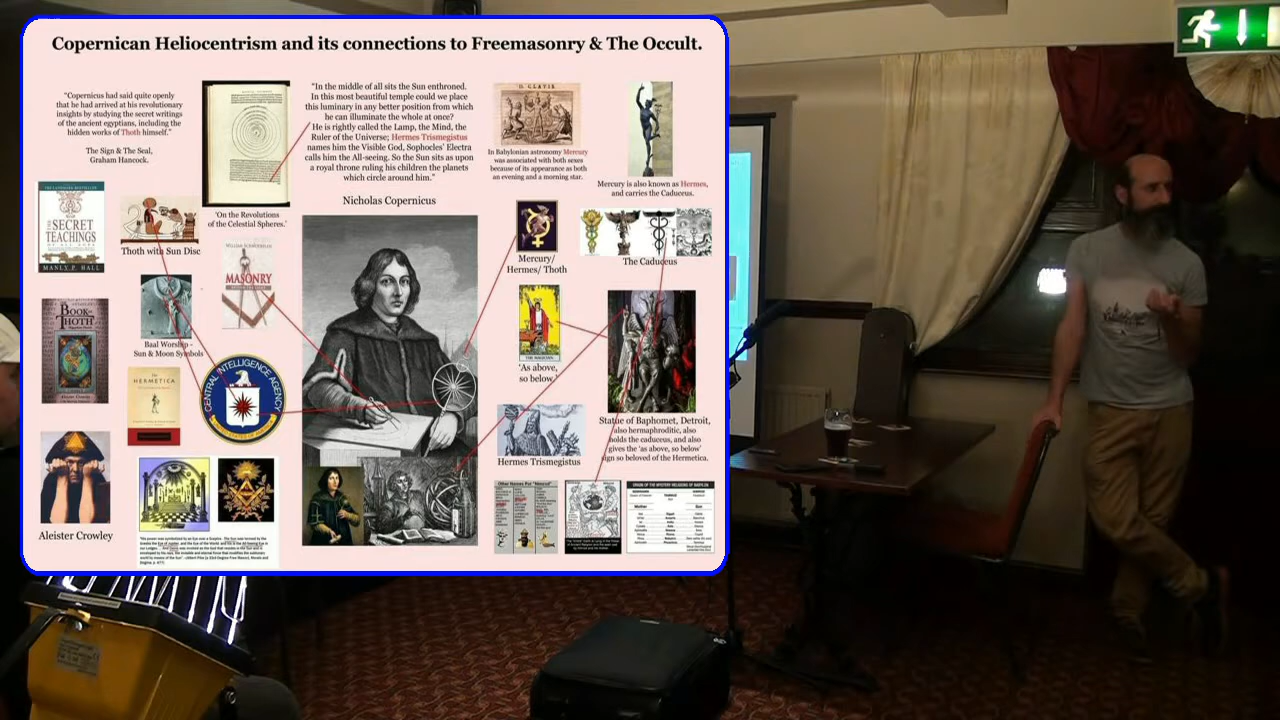 Copernican Heliocentrism and its connections to Freemasonry & The Occult.
"Copernicus had said quite openly
that he had arrived at his revolutionary
insights by studying the secret writings
of the ancient egyptians, including the
hidden works of Thoth himself."
The Sign & The Seal,
Graham Hancock.
'On the Revolutions
of the Celestial Spheres.'
"In the middle of all sits the Sun enthroned.
In this most beautiful temple could we place
this luminary in any better position from which
he can illuminate the whole at once?
He is rightly called the Lamp, the Mind, the
Ruler of the Universe; Hermes Trismegistus
names him the Visible God, Sophocles' Electra
calls him the All-seeing. So the Sun sits as upon
a royal throne ruling his children the planets
which circle around him."
Nicholas Copernicus
In Babylonian astronomy Mercury
was associated with both sexes
because of its appearance as both
an evening and a morning star.
Mercury is also known as Hermes,
and carries the Caduceus.
SECRET
TEACHINGS
MANLY P. HALL
Thoth with Sun Disc
MASONRY
Mercury/
Hermes/ Thoth
The Caduceus
BOOK
THOTH
Baal Worship -
Sun & Moon Symbols
HERMETICA
CENTRAL INTELLIGENCE AGENCY
THE MAGICIAN
'As above,
so below.'
Hermes Trismegistus
Statue of Baphomet, Detroit,
also hermaphroditic, also
holds the caduceus, and also
gives the 'as above, so below'
sign so beloved of the Hermetica.
Aleister Crowley